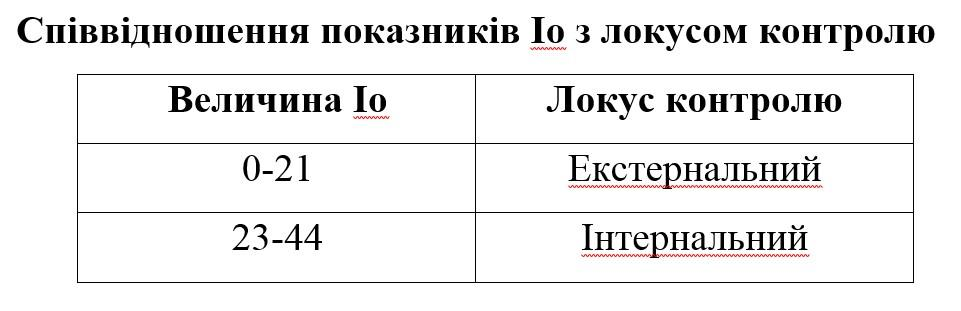 Співвідношення показників Іо з локусом контролю
Величина Іо Локус контролю
0-21 Екстернальний
23-44 Інтернальний